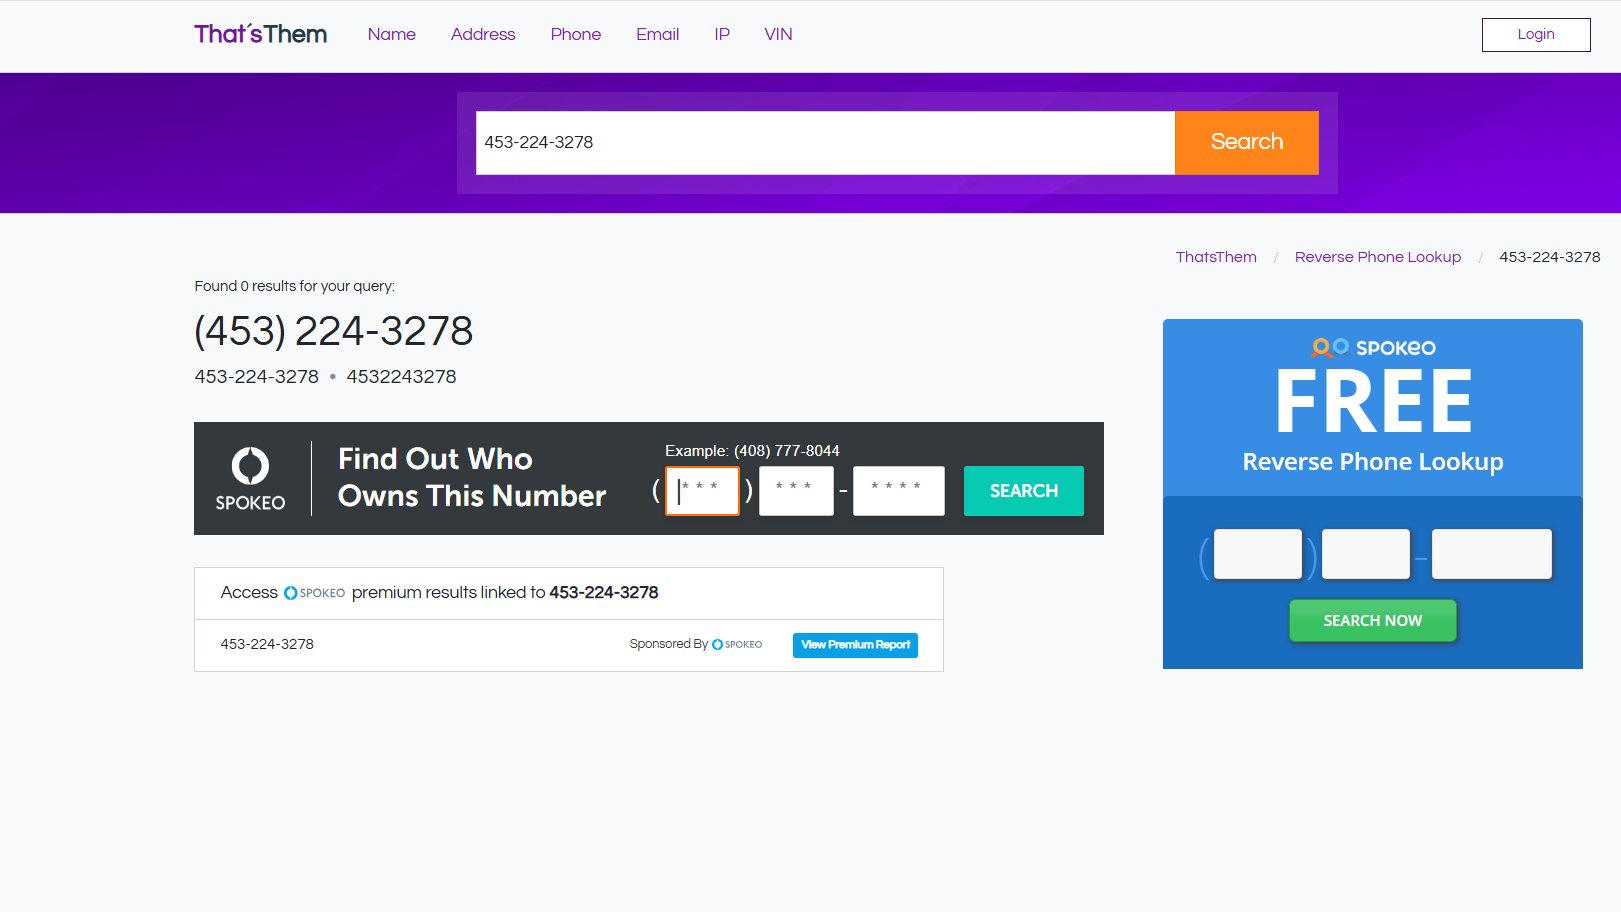 That'sThem Name Address Phone Email IP VIN Login
453-224-3278 Search
ThatsThem / Reverse Phone Lookup / 453-224-3278
Found 0 results for your query:
(453) 224-3278
453-224-3278 • 4532243278
SPOKEO
Find Out Who
Owns This Number
Example: (408) 777-8044
( *** ) *** - **** SEARCH
Access SPOKEO premium results linked to 453-224-3278
453-224-3278 Sponsored By SPOKEO View Premium Report
SPOKEO
FREE
Reverse Phone Lookup
( ) -
SEARCH NOW